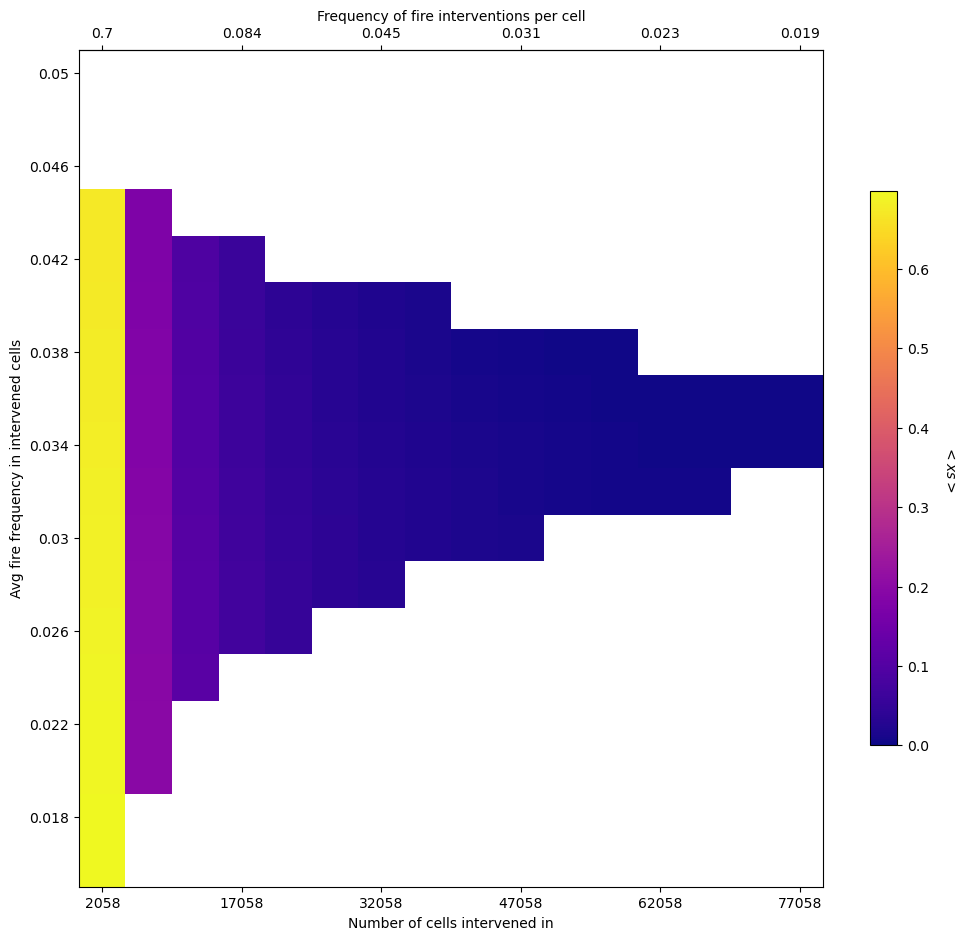 Frequency of fire interventions per cell
0.7 0.084 0.045 0.031 0.023 0.019
0.05
0.046
0.042
0.038
0.034
0.03
0.026
0.022
0.018
Avg fire frequency in intervened cells
2058 17058 32058 47058 62058 77058
Number of cells intervened in
0.6
0.5
0.4
0.3
0.2
0.1
0.0
< xs >